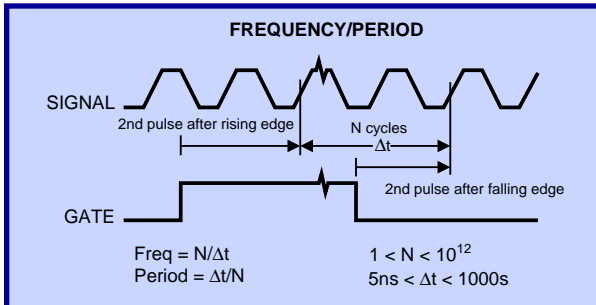 FREQUENCY/PERIOD
SIGNAL
2nd pulse after rising edge
N cycles
Δt
2nd pulse after falling edge
GATE
Freq = N/Δt
Period = Δt/N
1 < N < 10¹²
5ns < Δt < 1000s